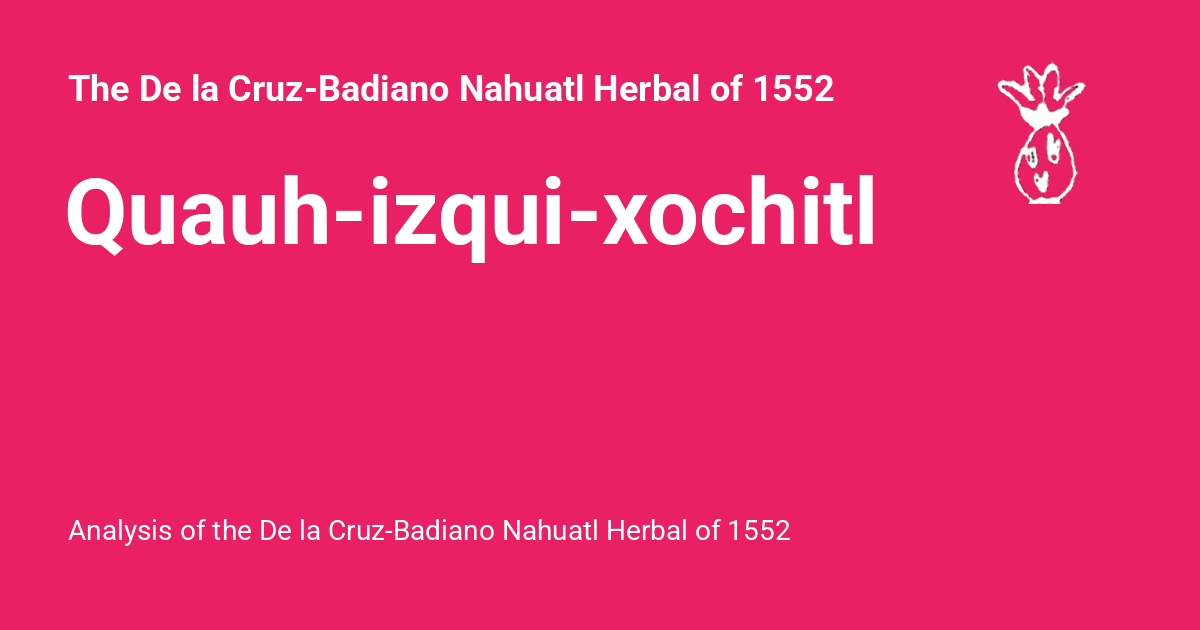 The De la Cruz-Badiano Nahuatl Herbal of 1552
Quauh-izqui-xochitl
Analysis of the De la Cruz-Badiano Nahuatl Herbal of 1552